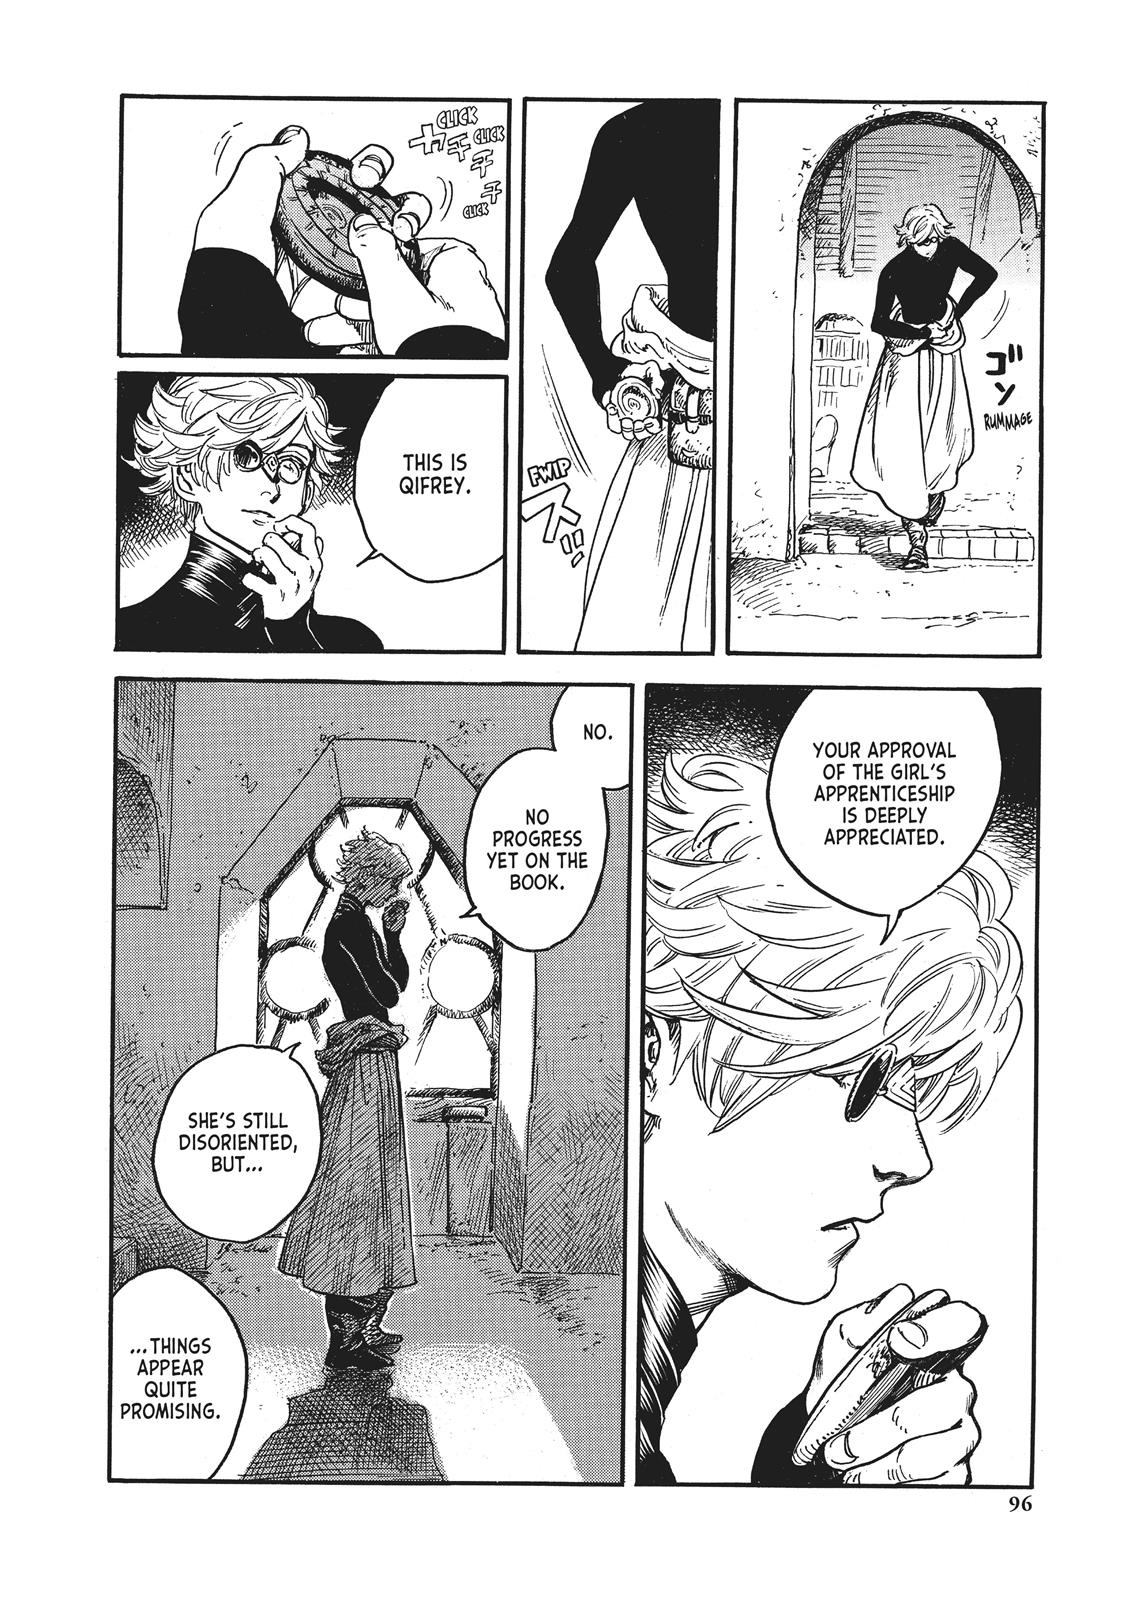 ゴソ
RUMMAGE
FWIP
ス"!!
CLICK
CLICK
CLICK
カチチチチ
THIS IS
QIFREY.
YOUR APPROVAL
OF THE GIRL'S
APPRENTICESHIP
IS DEEPLY
APPRECIATED.
NO.
NO
PROGRESS
YET ON THE
BOOK.
SHE'S STILL
DISORIENTED,
BUT...
...THINGS
APPEAR
QUITE
PROMISING.
96